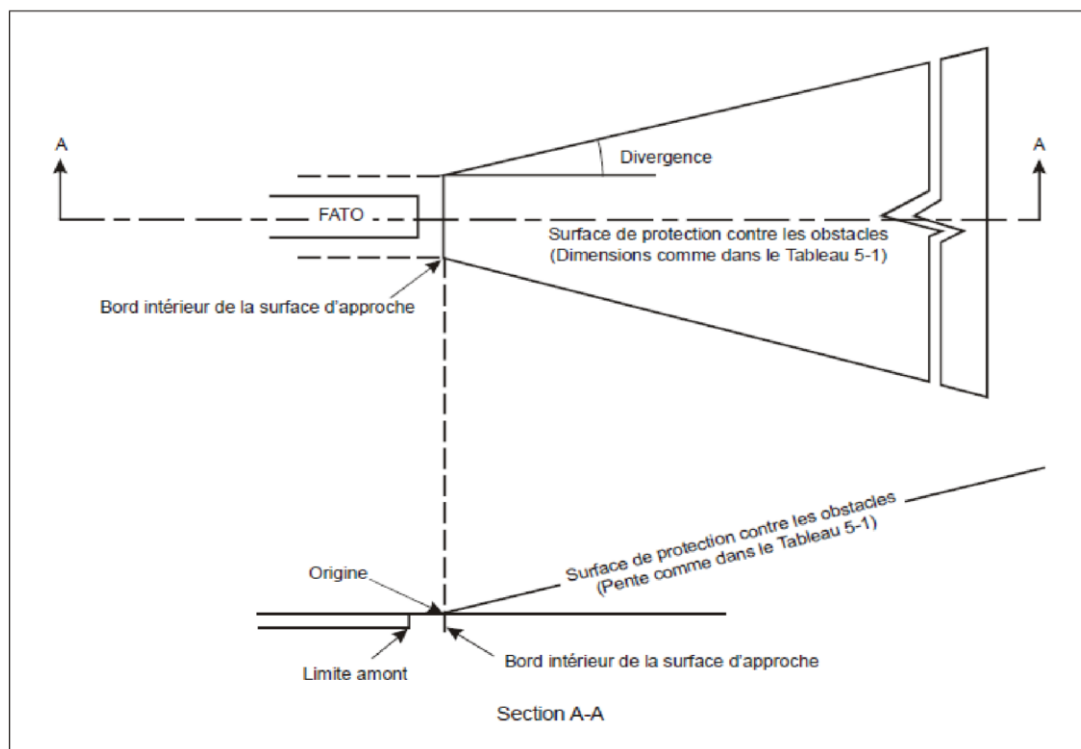 A
A
Divergence
FATO
Surface de protection contre les obstacles
(Dimensions comme dans le Tableau 5-1)
Bord intérieur de la surface d'approche
Surface de protection contre les obstacles
(Pente comme dans le Tableau 5-1)
Origine
Limite amont
Bord intérieur de la surface d'approche
Section A-A